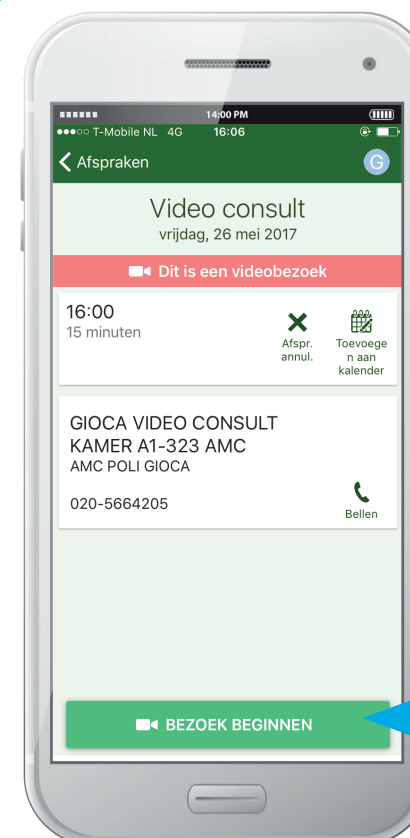 14:00 PM
T-Mobile NL 4G 16:06
Afspraken
G
Video consult
vrijdag, 26 mei 2017
Dit is een videobezoek
16:00
15 minuten
Afspr.
annul.
Toevoege
n aan
kalender
GIOCA VIDEO CONSULT
KAMER A1-323 AMC
AMC POLI GIOCA
020-5664205
Bellen
BEZOEK BEGINNEN